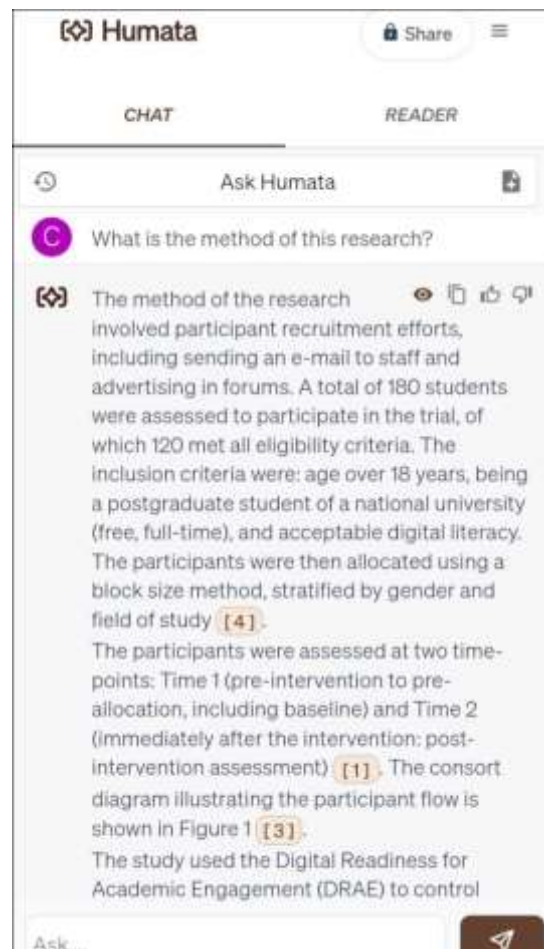 Humata
Share
CHAT
READER
Ask Humata
C
What is the method of this research?
The method of the research
involved participant recruitment efforts,
including sending an e-mail to staff and
advertising in forums. A total of 180 students
were assessed to participate in the trial, of
which 120 met all eligibility criteria. The
inclusion criteria were: age over 18 years, being
a postgraduate student of a national university
(free, full-time), and acceptable digital literacy.
The participants were then allocated using a
block size method, stratified by gender and
field of study [4].
The participants were assessed at two time-
points: Time 1 (pre-intervention to pre-
allocation, including baseline) and Time 2
(immediately after the intervention: post-
intervention assessment) [1]. The consort
diagram illustrating the participant flow is
shown in Figure 1 [3].
The study used the Digital Readiness for
Academic Engagement (DRAE) to control
Ask...